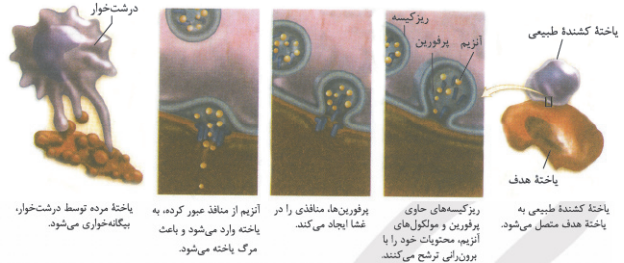 یاختهٔ کشندهٔ طبیعی
یاختهٔ هدف
ریزکیسه
پرفورین
آنزیم
درشت‌خوار
یاختهٔ کشندهٔ طبیعی به
یاختهٔ هدف متصل می‌شود.
ریزکیسه‌های حاوی
پرفورین و مولکول‌های
آنزیم، محتویات خود را با
برون‌رانی ترشح می‌کنند.
پرفورین‌ها، منافذی را در
غشا ایجاد می‌کند.
آنزیم از منافذ عبور کرده، به
یاخته وارد می‌شود و باعث
مرگ یاخته می‌شود.
یاختهٔ مرده توسط درشت‌خوار،
بیگانه‌خواری می‌شود.